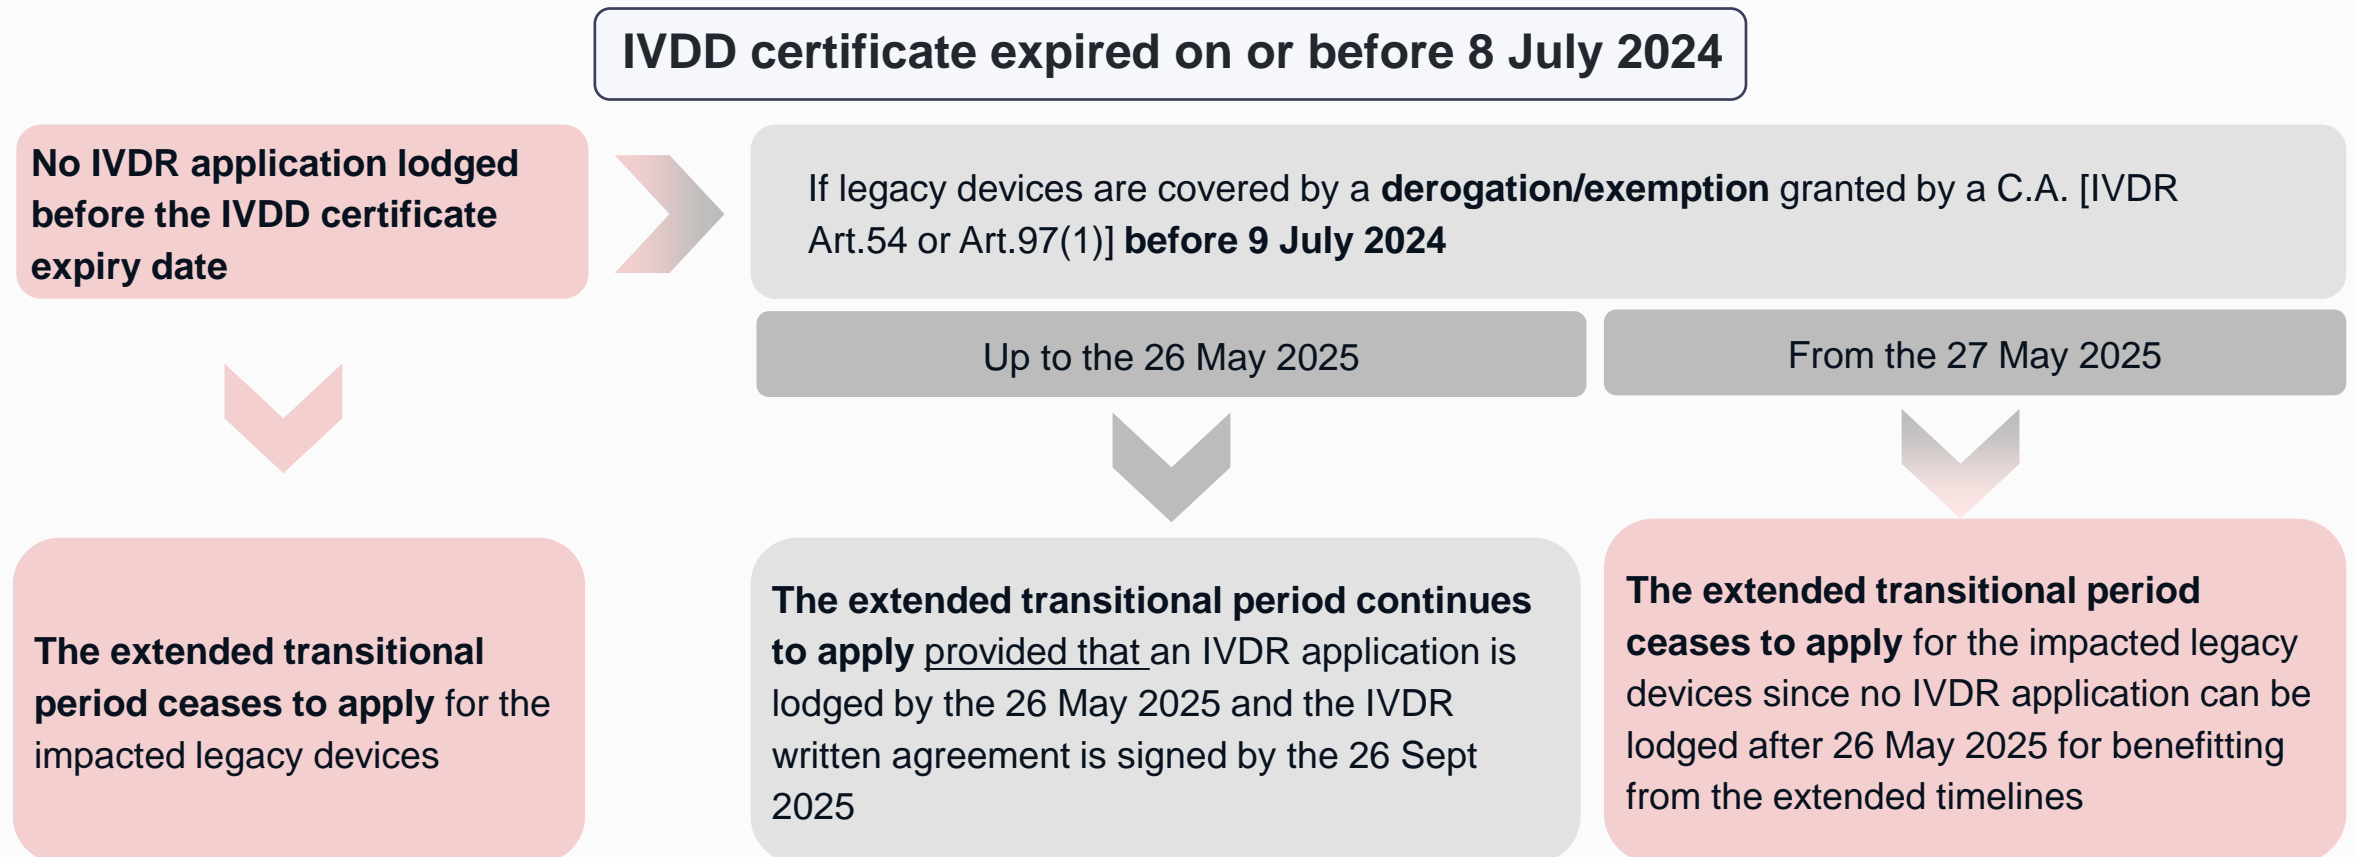 IVDD certificate expired on or before 8 July 2024
No IVDR application lodged
before the IVDD certificate
expiry date
If legacy devices are covered by a derogation/exemption granted by a C.A. [IVDR
Art.54 or Art.97(1)] before 9 July 2024
Up to the 26 May 2025
From the 27 May 2025
The extended transitional
period ceases to apply for the
impacted legacy devices
The extended transitional period continues
to apply provided that an IVDR application is
lodged by the 26 May 2025 and the IVDR
written agreement is signed by the 26 Sept
2025
The extended transitional period
ceases to apply for the impacted legacy
devices since no IVDR application can be
lodged after 26 May 2025 for benefitting
from the extended timelines